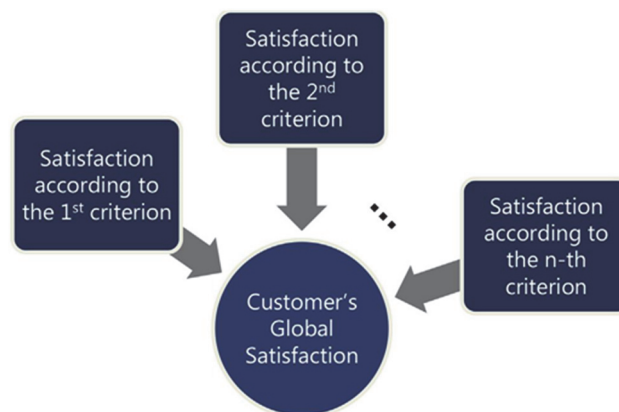 Satisfaction
according to
the 2nd
criterion
Satisfaction
according to
the 1st criterion
Satisfaction
according to
the n-th
criterion
Customer's
Global
Satisfaction